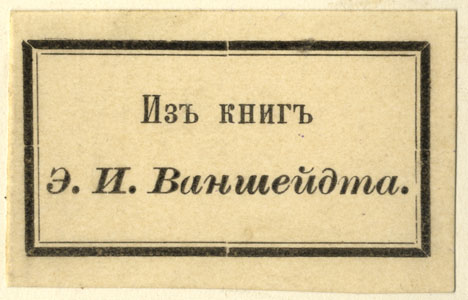 Изъ книгъ
Э. И. Ваншейдта.